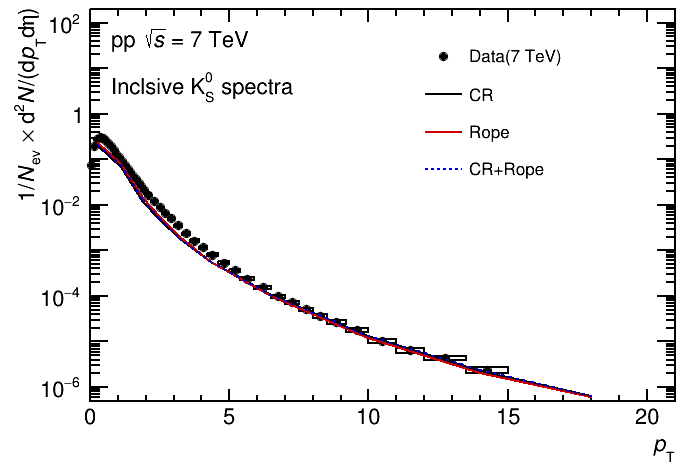 pp √s = 7 TeV
Inclsive K⁰_S spectra
Data(7 TeV)
CR
Rope
CR+Rope
1/N_ev × d²N/(dp_T dη)
10²
1
10⁻²
10⁻⁴
10⁻⁶
0 5 10 15 20
p_T